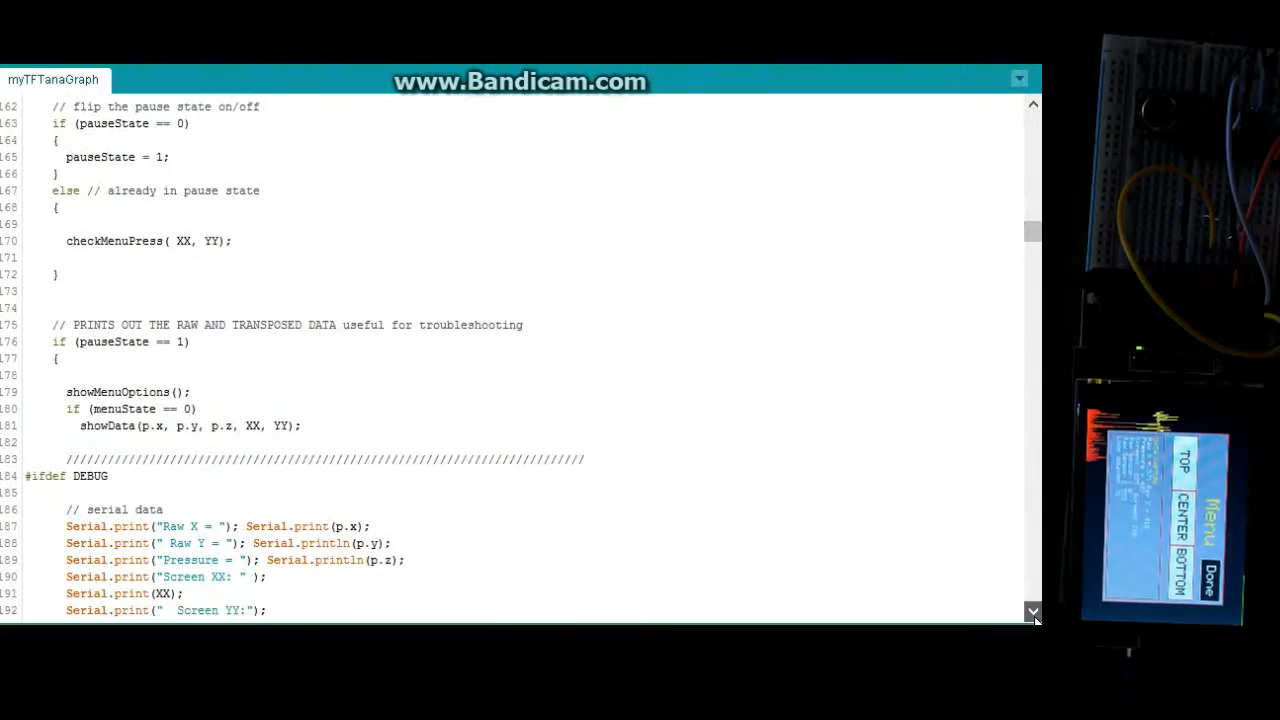 www.Bandicam.com
myTFTanaGraph
162 // flip the pause state on/off
163 if (pauseState == 0)
164 {
165 pauseState = 1;
166 }
167 else // already in pause state
168 {
169
170 checkMenuPress( XX, YY);
171
172 }
173
174
175 // PRINTS OUT THE RAW AND TRANSPOSED DATA useful for troubleshooting
176 if (pauseState == 1)
177 {
178
179 showMenuOptions();
180 if (menuState == 0)
181 showData(p.x, p.y, p.z, XX, YY);
182
183 ///////////////////////////////////////////////////////////////////////////
184 #ifdef DEBUG
185
186 // serial data
187 Serial.print("Raw X = "); Serial.print(p.x);
188 Serial.print(" Raw Y = "); Serial.println(p.y);
189 Serial.print("Pressure = "); Serial.println(p.z);
190 Serial.print("Screen XX: " );
191 Serial.print(XX);
192 Serial.print("  Screen YY:");
Menu
Done
TOP
CENTER
BOTTOM